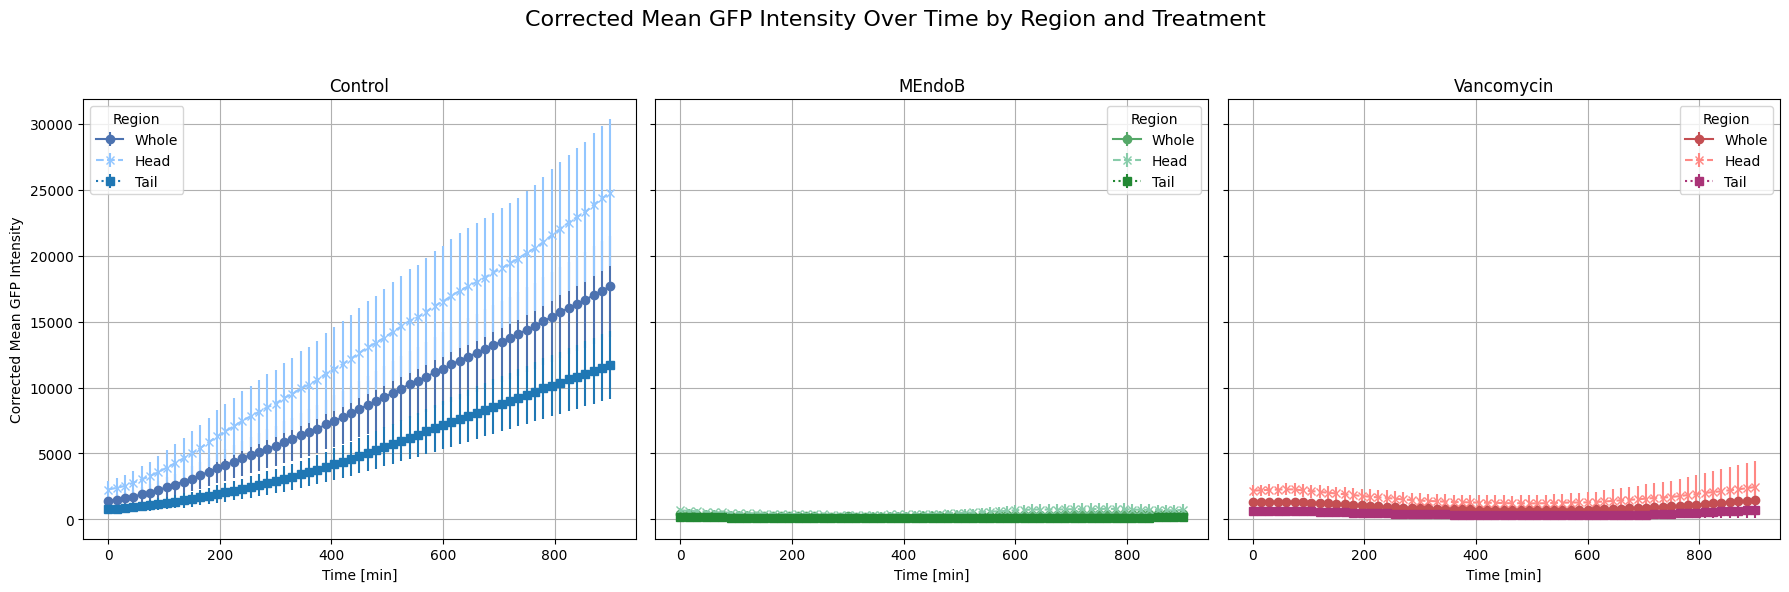 Corrected Mean GFP Intensity Over Time by Region and Treatment
Control
MEndoB
Vancomycin
Corrected Mean GFP Intensity
30000
25000
20000
15000
10000
5000
0
Region
Whole
Head
Tail
0 200 400 600 800
Time [min]
Region
Whole
Head
Tail
0 200 400 600 800
Time [min]
Region
Whole
Head
Tail
0 200 400 600 800
Time [min]